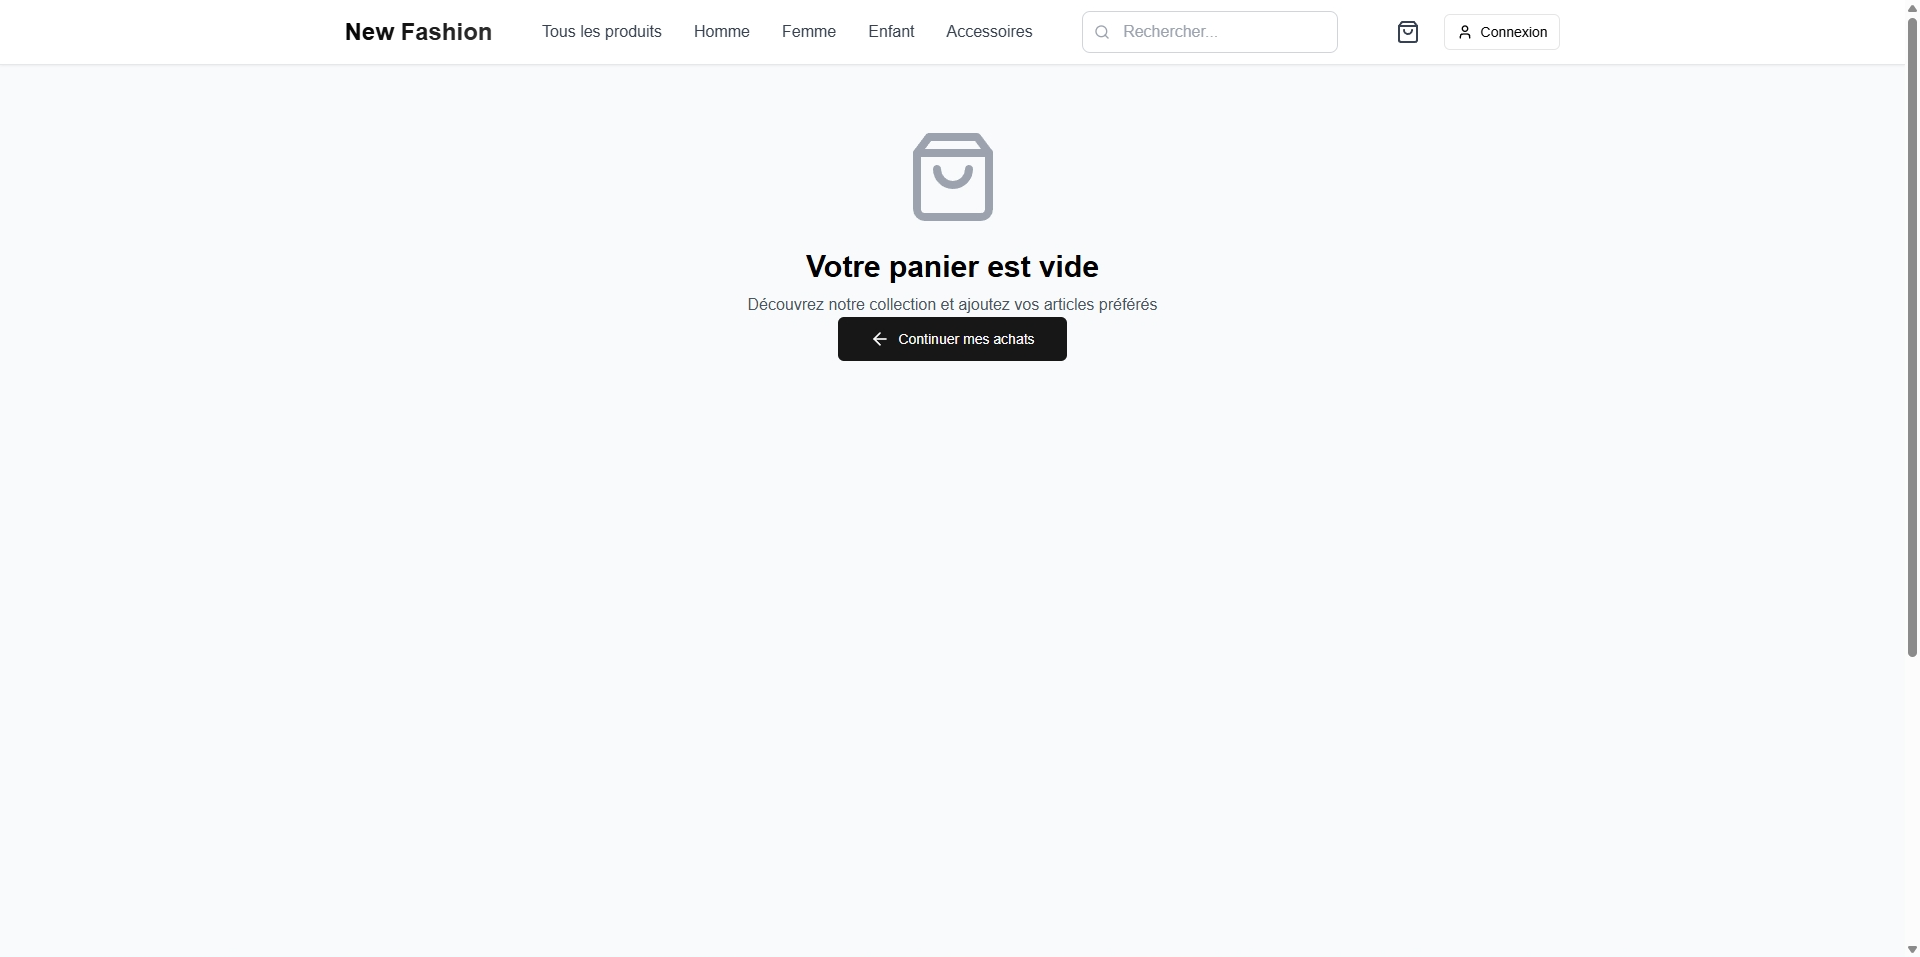 New Fashion
Tous les produits
Homme
Femme
Enfant
Accessoires
Rechercher...
Connexion
Votre panier est vide
Découvrez notre collection et ajoutez vos articles préférés
Continuer mes achats